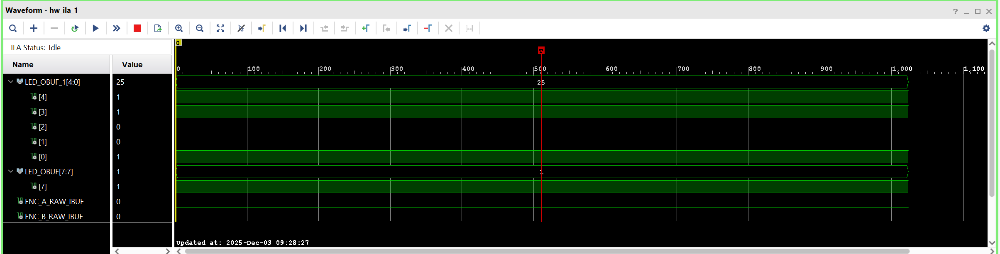 Waveform - hw_ila_1
ILA Status: Idle
0
T
Name Value
0 100 200 300 400 500 600 700 800 900 1,000 1,100
LED_OBUF_1[4:0] 25 25
[4] 1
[3] 1
[2] 0
[1] 0
[0] 1
LED_OBUF[7:7] 1 1
[7] 1
ENC_A_RAW_IBUF 0
ENC_B_RAW_IBUF 0
Updated at: 2025-Dec-03 09:28:27